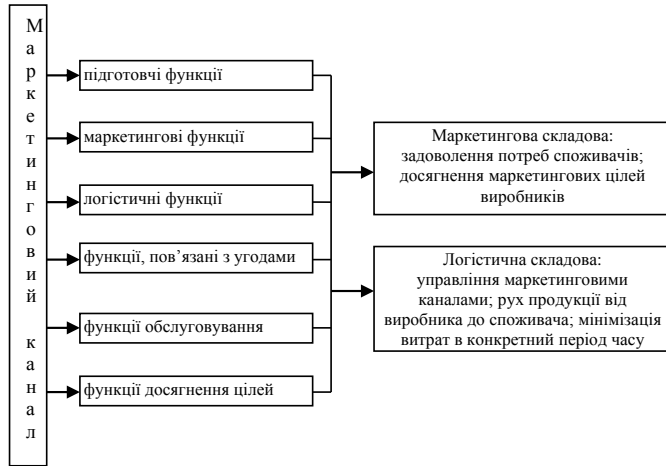 Маркетинговий канал
підготовчі функції
маркетингові функції
логістичні функції
функції, пов’язані з угодами
функції обслуговування
функції досягнення цілей
Маркетингова складова:
задоволення потреб споживачів;
досягнення маркетингових цілей
виробників
Логістична складова:
управління маркетинговими
каналами; рух продукції від
виробника до споживача; мінімізація
витрат в конкретний період часу